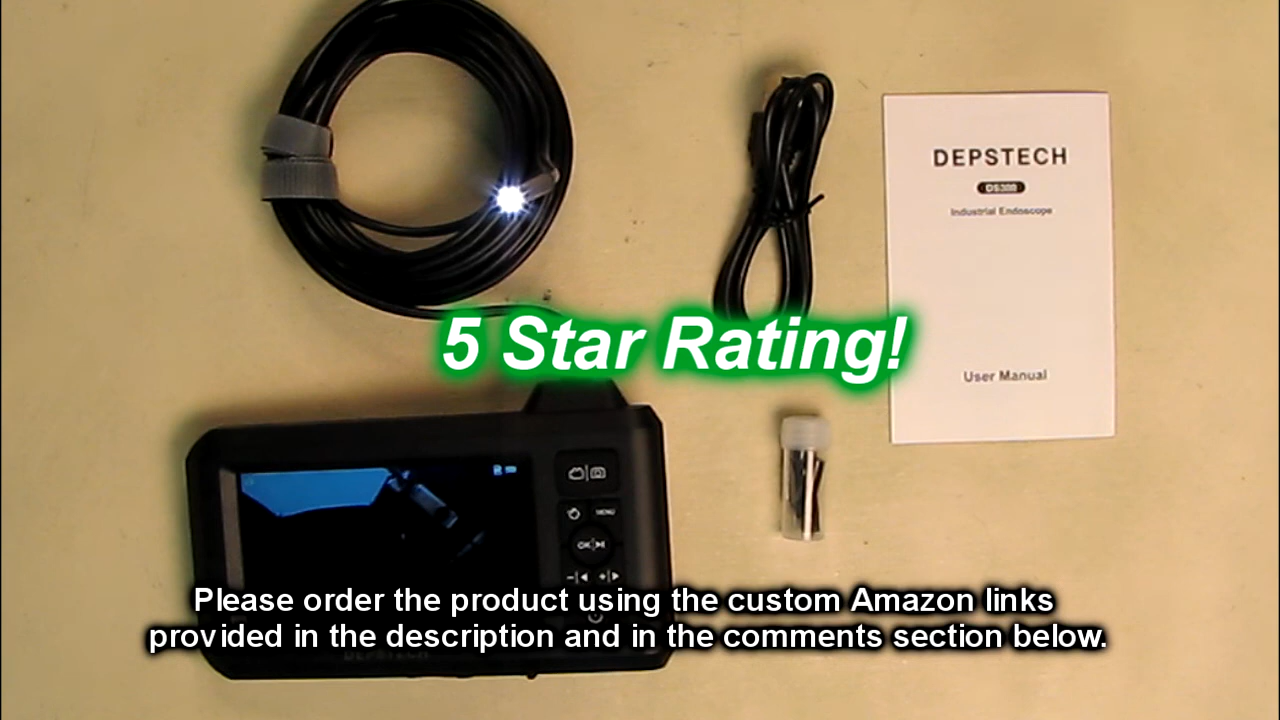 DEPSTECH
DS300
Industrial Endoscope
5 Star Rating!
User Manual
MENU
OK
Please order the product using the custom Amazon links
provided in the description and in the comments section below.
DEPSTECH